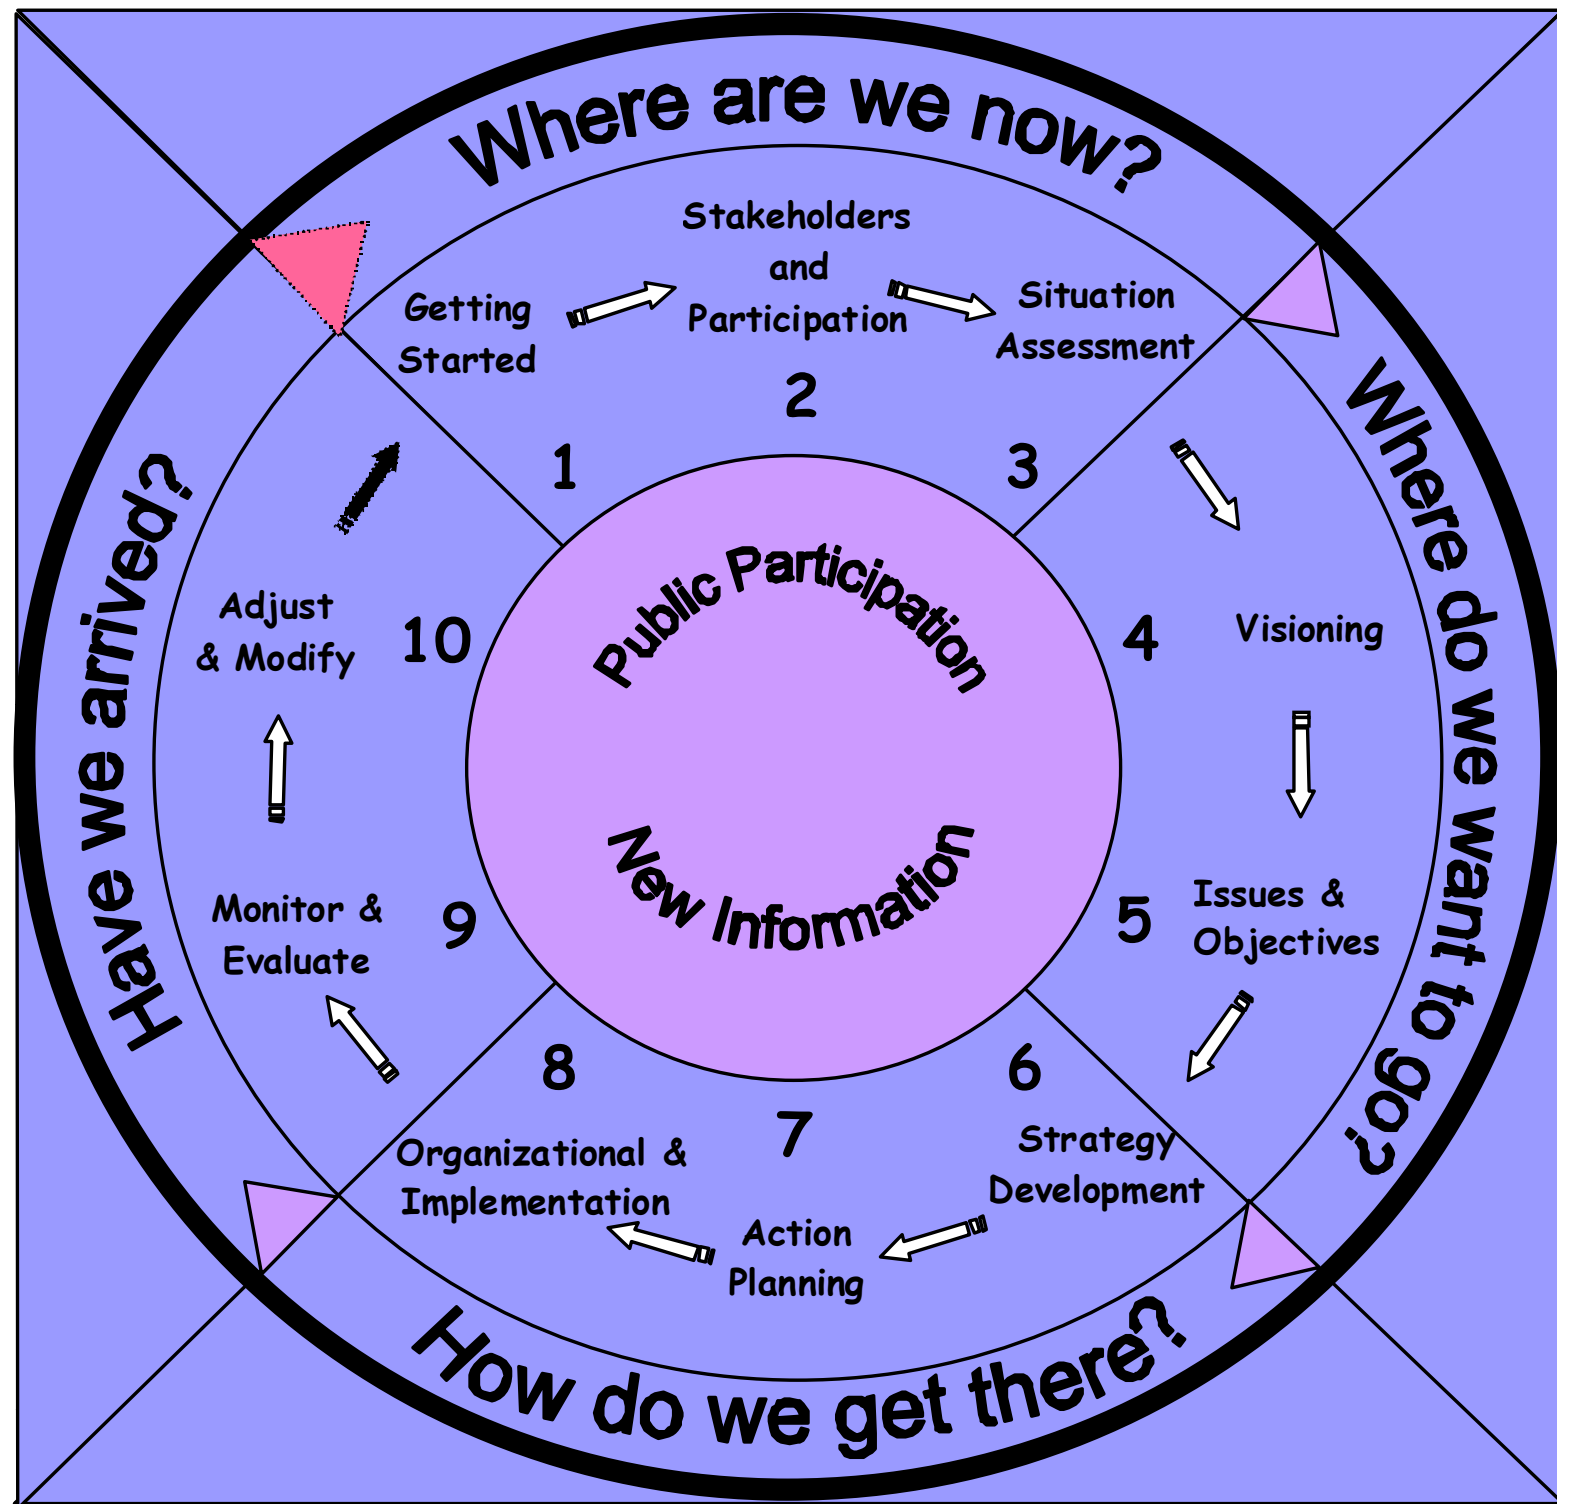 Where are we now?
Getting
Started
1
Stakeholders
and
Participation
2
Situation
Assessment
3
Where do we want to go?
Visioning
4
Issues &
Objectives
5
How do we get there?
Strategy
Development
6
Action
Planning
7
Organizational &
Implementation
8
Have we arrived?
Monitor &
Evaluate
9
Adjust
& Modify
10
Public Participation
New Information